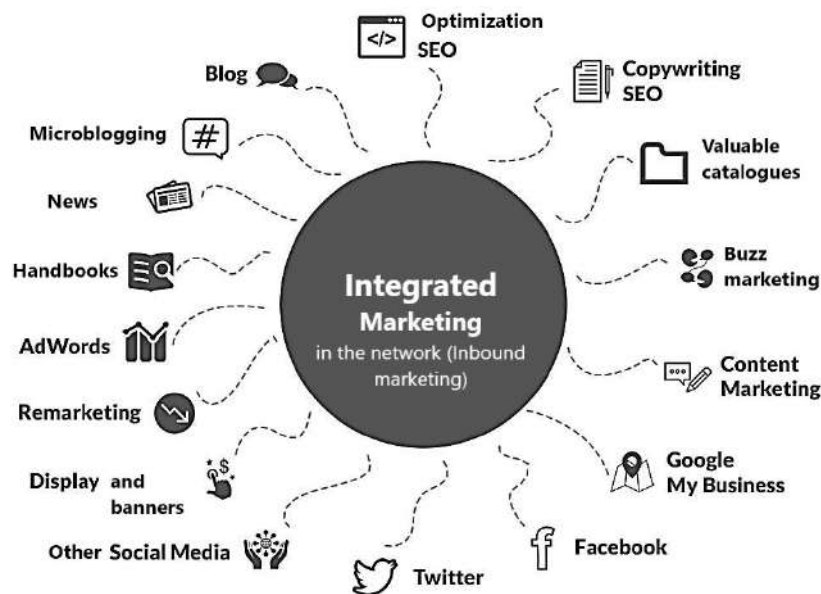 Optimization
SEO
Copywriting
SEO
Valuable
catalogues
Buzz
marketing
Content
Marketing
Google
My Business
Facebook
Twitter
Other Social Media
Display and
banners
Remarketing
AdWords
Handbooks
News
Microblogging
#
Blog
</>
$
Integrated
Marketing
in the network (Inbound
marketing)